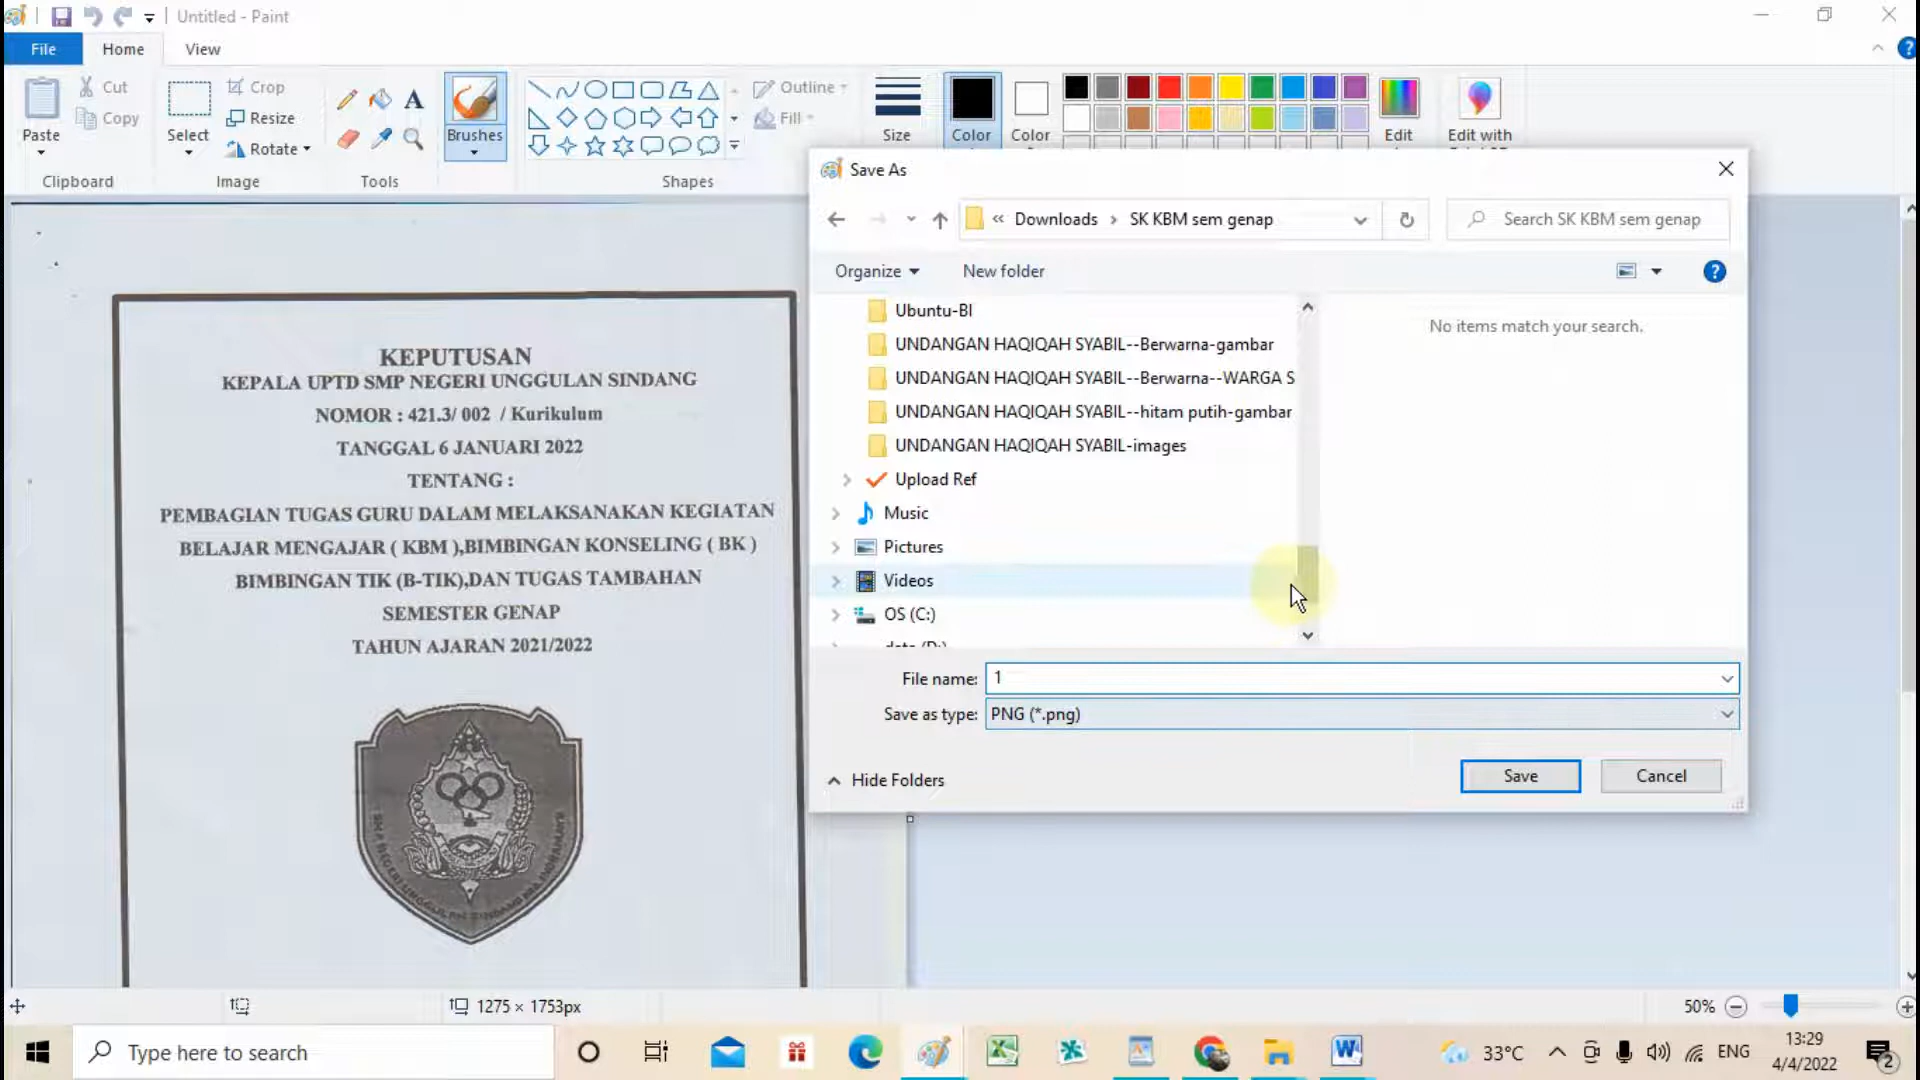 Untitled - Paint
File
Home
View
Paste
Cut
Copy
Clipboard
Select
Crop
Resize
Rotate
Image
Tools
Brushes
Shapes
Outline
Fill
Size
Color
Color
Edit
Edit with
KEPUTUSAN
KEPALA UPTD SMP NEGERI UNGGULAN SINDANG
NOMOR : 421.3/ 002 / Kurikulum
TANGGAL 6 JANUARI 2022
TENTANG :
PEMBAGIAN TUGAS GURU DALAM MELAKSANAKAN KEGIATAN
BELAJAR MENGAJAR ( KBM ),BIMBINGAN KONSELING ( BK )
BIMBINGAN TIK (B-TIK),DAN TUGAS TAMBAHAN
SEMESTER GENAP
TAHUN AJARAN 2021/2022
Save As
« Downloads › SK KBM sem genap
Search SK KBM sem genap
Organize
New folder
Ubuntu-BI
UNDANGAN HAQIQAH SYABIL--Berwarna-gambar
UNDANGAN HAQIQAH SYABIL--Berwarna--WARGA S
UNDANGAN HAQIQAH SYABIL--hitam putih-gambar
UNDANGAN HAQIQAH SYABIL-images
Upload Ref
Music
Pictures
Videos
OS (C:)
data (D:)
No items match your search.
File name: 1
Save as type: PNG (*.png)
Hide Folders
Save
Cancel
1275 × 1753px
50%
Type here to search
33°C
ENG
13:29
4/4/2022
2